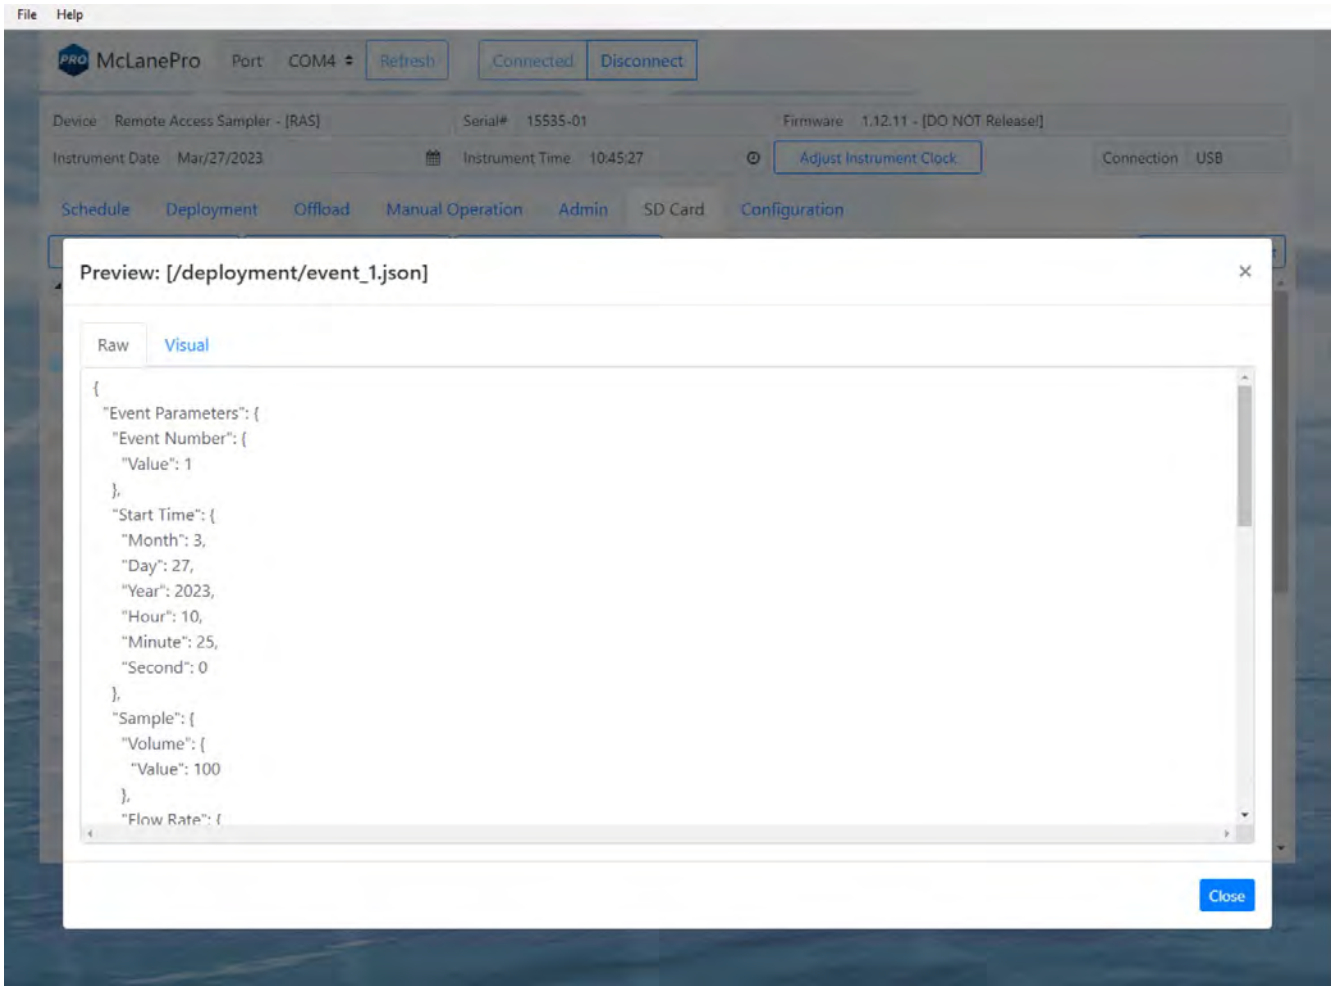 File Help
PRO McLanePro Port COM4 Refresh Connected Disconnect
Device Remote Access Sampler - [RAS] Serial# 15535-01 Firmware 1.12.11 - [DO NOT Release!]
Instrument Date Mar/27/2023 Instrument Time 10:45:27 Adjust Instrument Clock Connection USB
Schedule Deployment Offload Manual Operation Admin SD Card Configuration
Preview: [/deployment/event_1.json] ×
Raw Visual
{
"Event Parameters": {
"Event Number": {
"Value": 1
},
"Start Time": {
"Month": 3,
"Day": 27,
"Year": 2023,
"Hour": 10,
"Minute": 25,
"Second": 0
},
"Sample": {
"Volume": {
"Value": 100
},
"Flow Rate": {
Close